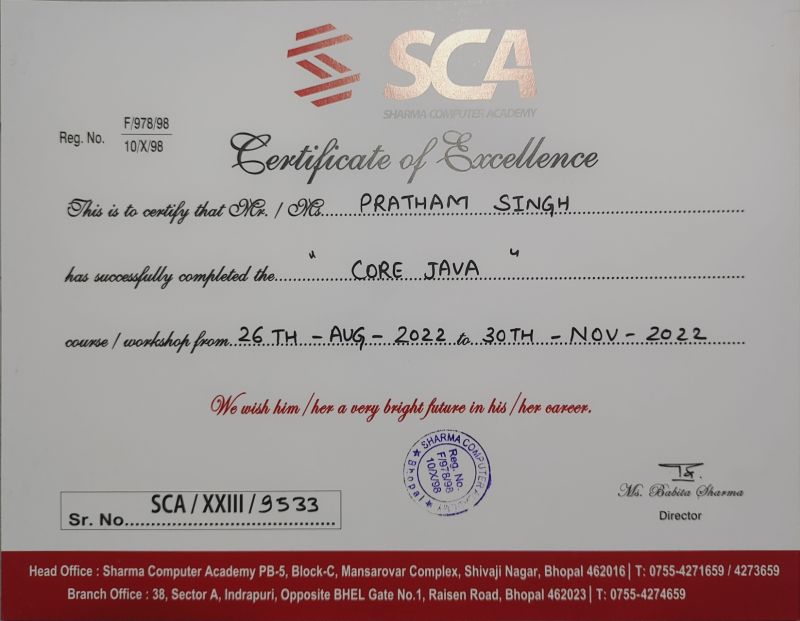 SCA
SHARMA COMPUTER ACADEMY
Reg. No. F/978/98
10/X/98
Certificate of Excellence
This is to certify that Mr. / Ms. PRATHAM SINGH
has successfully completed the " CORE JAVA "
course / workshop from 26TH - AUG - 2022 to 30TH - NOV - 2022
We wish him / her a very bright future in his / her career.
SHARMA COMPUTER ACADEMY
Bhopal
Reg. No.
F/978/98
10/X/98
Ms. Babita Sharma
Director
SCA / XXIII / 9533
Sr. No.
Head Office : Sharma Computer Academy PB-5, Block-C, Mansarovar Complex, Shivaji Nagar, Bhopal 462016 | T: 0755-4271659 / 4273659
Branch Office : 38, Sector A, Indrapuri, Opposite BHEL Gate No.1, Raisen Road, Bhopal 462023 | T: 0755-4274659